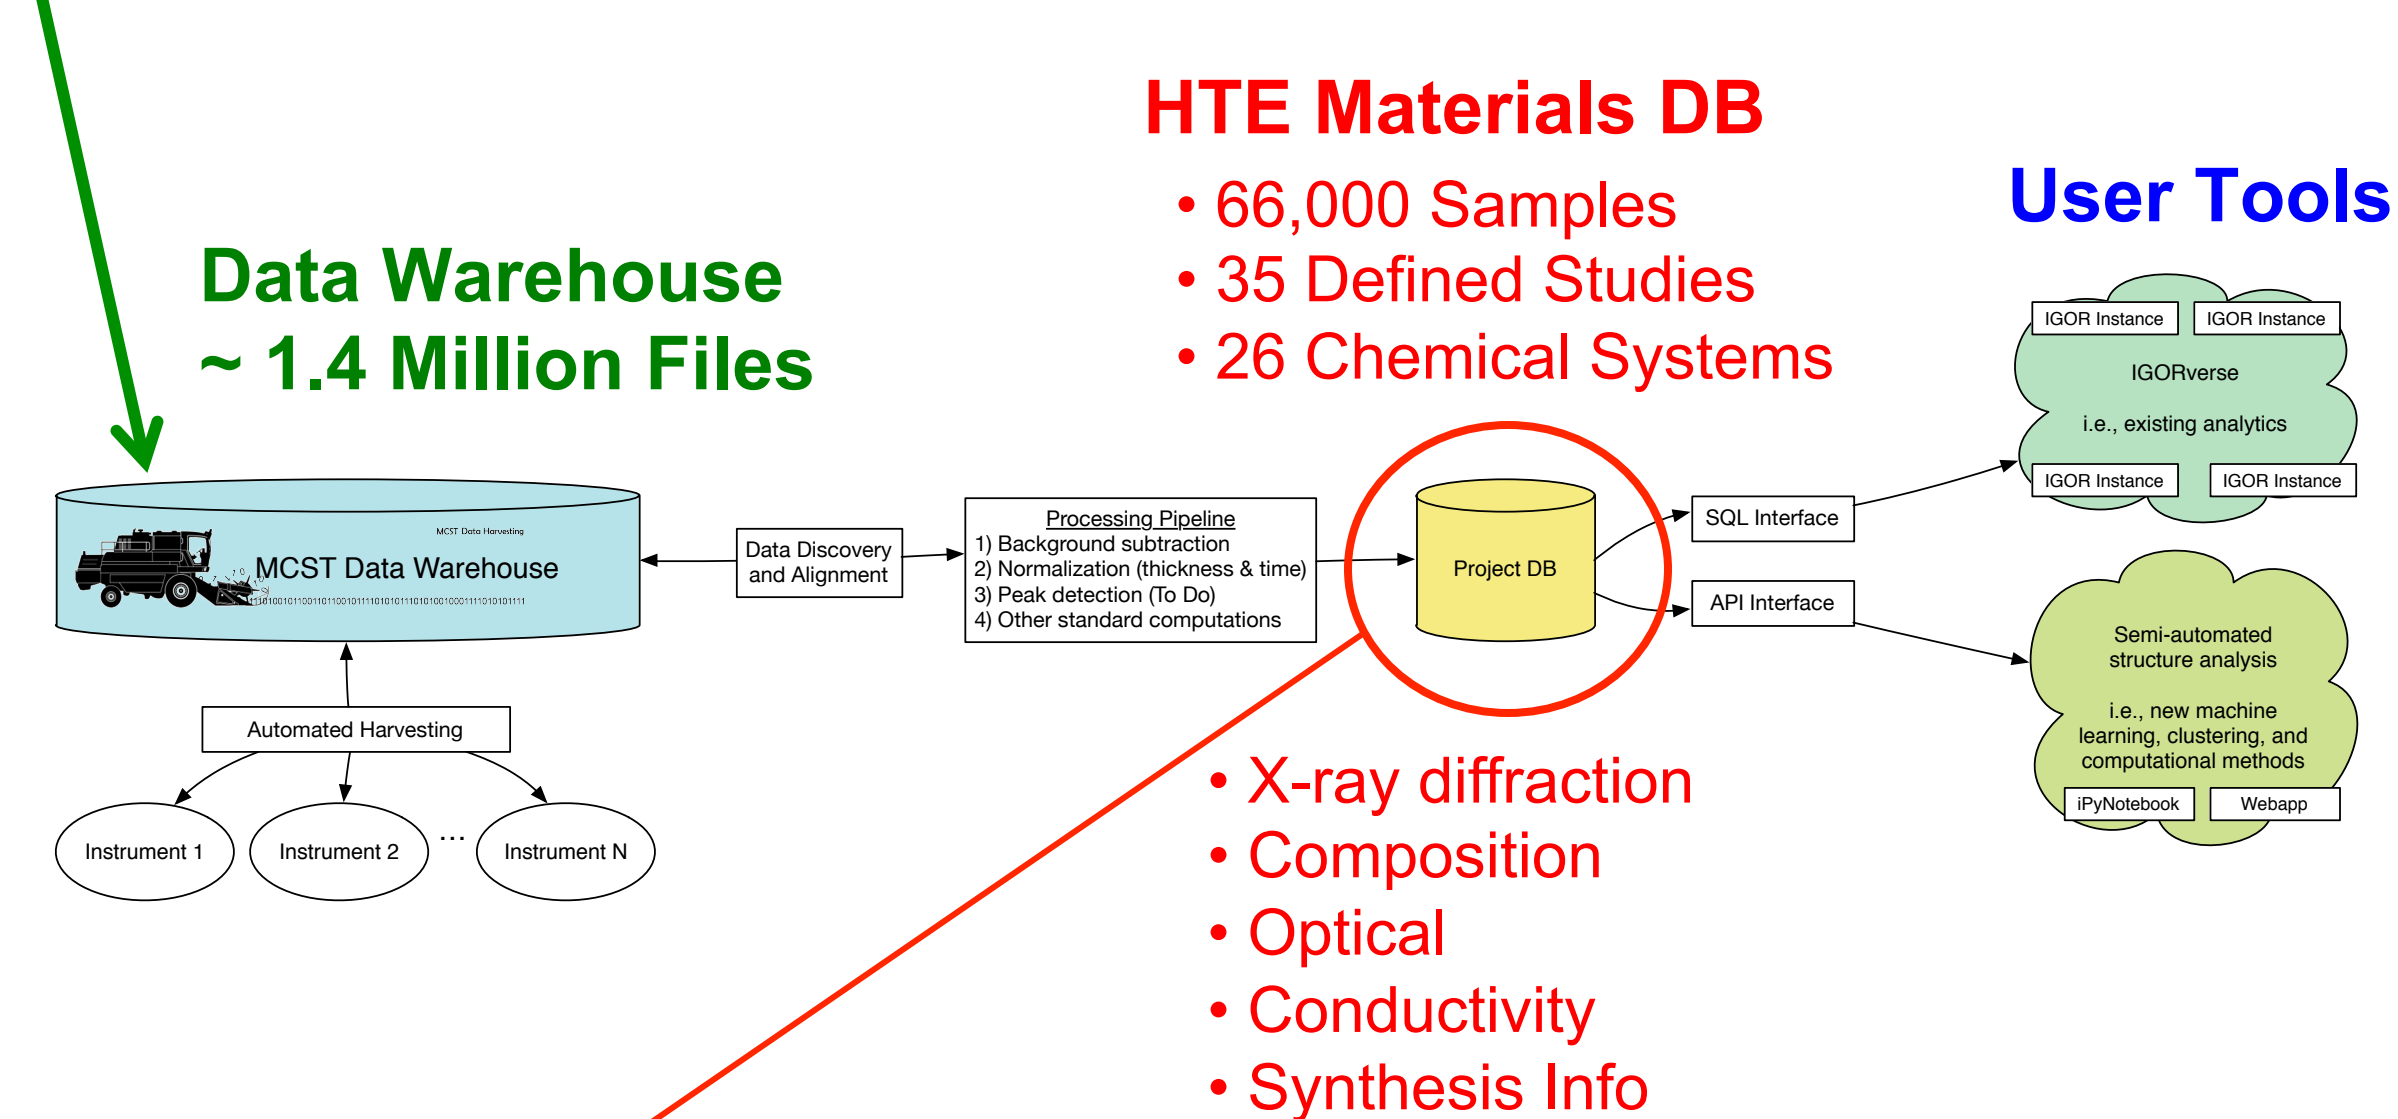 HTE Materials DB
• 66,000 Samples
• 35 Defined Studies
• 26 Chemical Systems
User Tools
Data Warehouse
~ 1.4 Million Files
IGOR Instance
IGOR Instance
IGORverse
i.e., existing analytics
IGOR Instance
IGOR Instance
MCST Data Harvesting
MCST Data Warehouse
Data Discovery
and Alignment
Processing Pipeline
1) Background subtraction
2) Normalization (thickness & time)
3) Peak detection (To Do)
4) Other standard computations
Project DB
SQL Interface
API Interface
Semi-automated
structure analysis
i.e., new machine
learning, clustering, and
computational methods
iPyNotebook
Webapp
Automated Harvesting
Instrument 1
Instrument 2
...
Instrument N
• X-ray diffraction
• Composition
• Optical
• Conductivity
• Synthesis Info